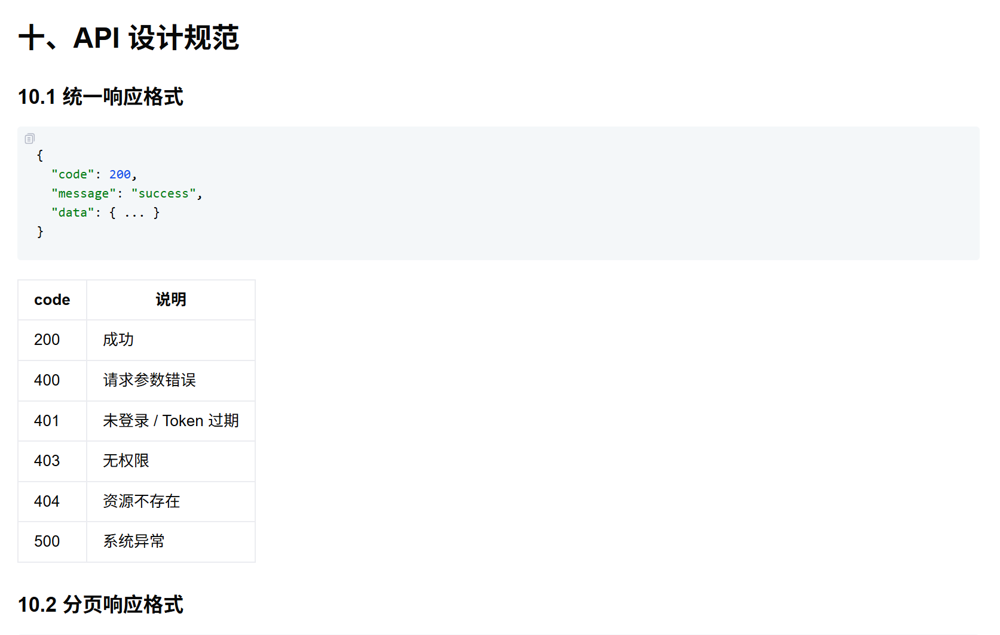 十、API 设计规范
10.1 统一响应格式
{
  "code": 200,
  "message": "success",
  "data": { ... }
}
code 说明
200 成功
400 请求参数错误
401 未登录 / Token 过期
403 无权限
404 资源不存在
500 系统异常
10.2 分页响应格式